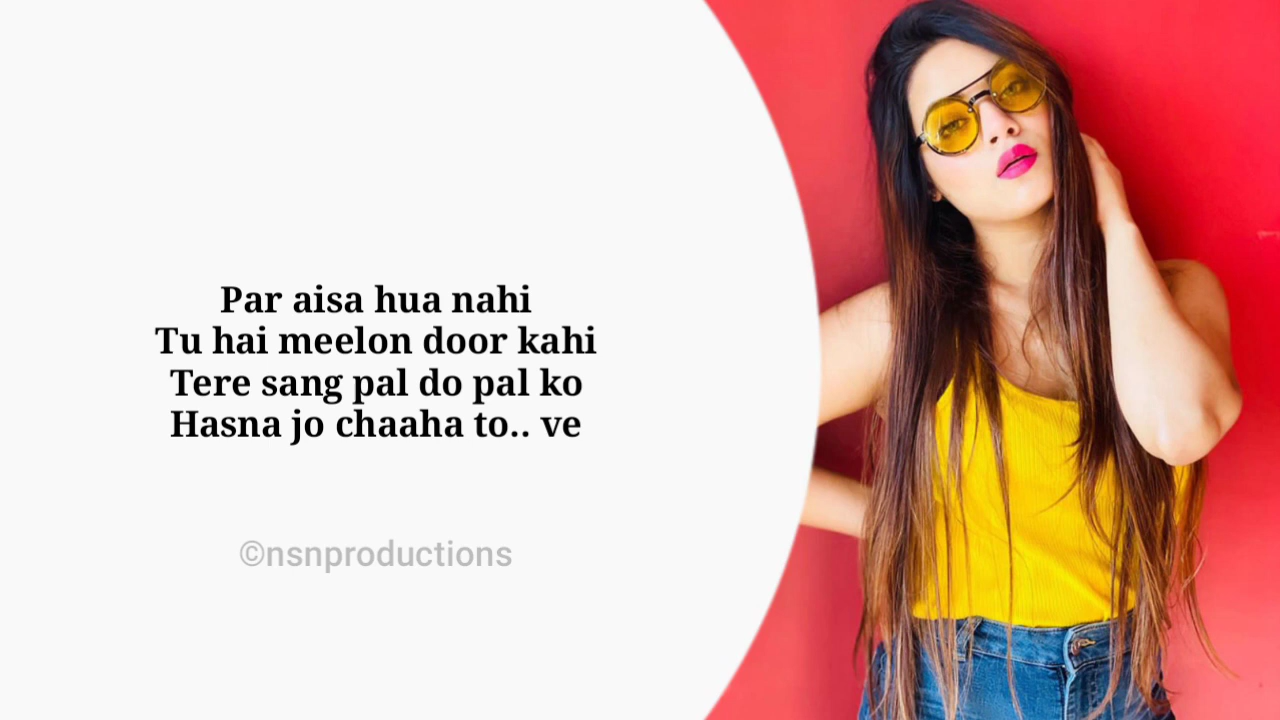 Par aisa hua nahi
Tu hai meelon door kahi
Tere sang pal do pal ko
Hasna jo chaaha to.. ve
©nsnproductions